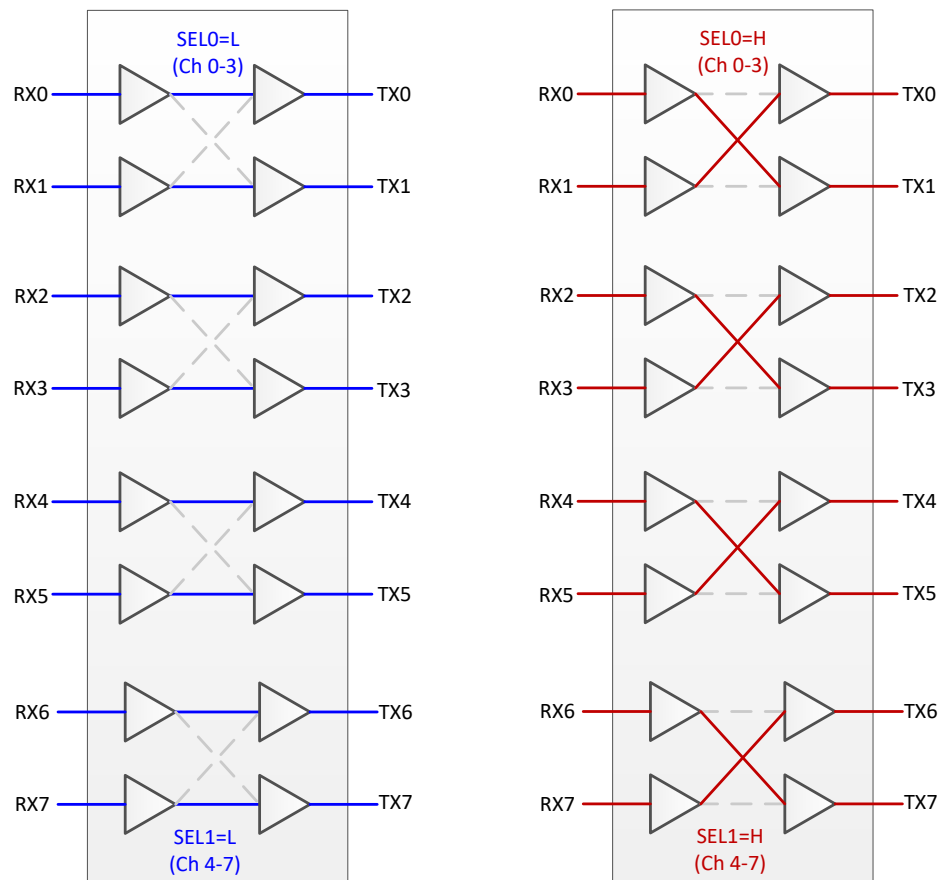 SEL0=L
(Ch 0-3)
RX0
TX0
RX1
TX1
RX2
TX2
RX3
TX3
RX4
TX4
RX5
TX5
RX6
TX6
RX7
TX7
SEL1=L
(Ch 4-7)
SEL0=H
(Ch 0-3)
RX0
TX0
RX1
TX1
RX2
TX2
RX3
TX3
RX4
TX4
RX5
TX5
RX6
TX6
RX7
TX7
SEL1=H
(Ch 4-7)